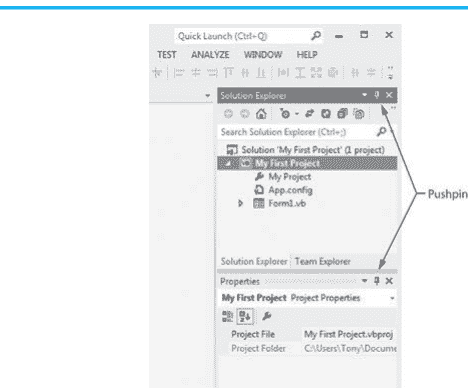 Quick Launch (Ctrl+Q)
TEST ANALYZE WINDOW HELP
Solution Explorer
Search Solution Explorer (Ctrl+;)
Solution 'My First Project' (1 project)
My First Project
My Project
App.config
Form1.vb
Pushpin
Solution Explorer Team Explorer
Properties
My First Project Project Properties
Project File My First Project.vbproj
Project Folder C:\Users\Tony\Docume